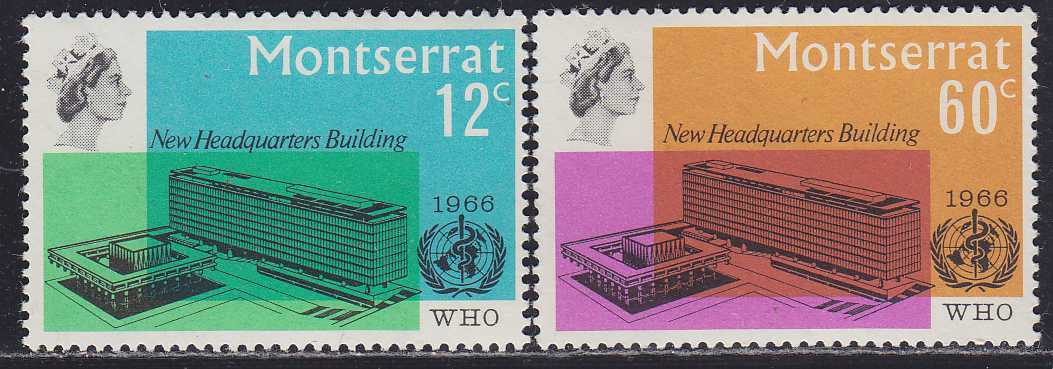 Montserrat
12c
New Headquarters Building
1966
WHO
Montserrat
60c
New Headquarters Building
1966
WHO